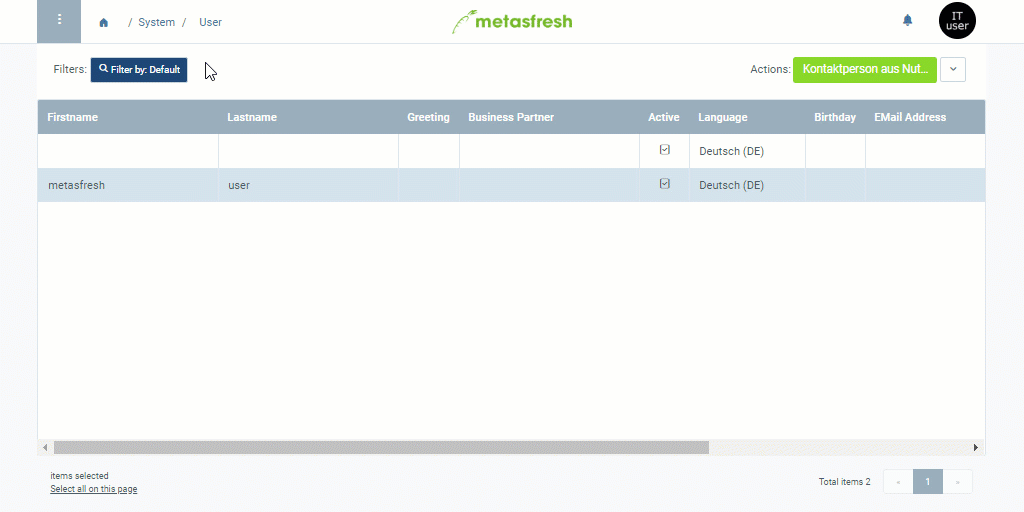 / System / User
metasfresh
IT
user
Filters: Filter by: Default
Actions: Kontaktperson aus Nut...
Firstname Lastname Greeting Business Partner Active Language Birthday EMail Address
Deutsch (DE)
metasfresh user Deutsch (DE)
items selected
Select all on this page
Total items 2 « 1 »